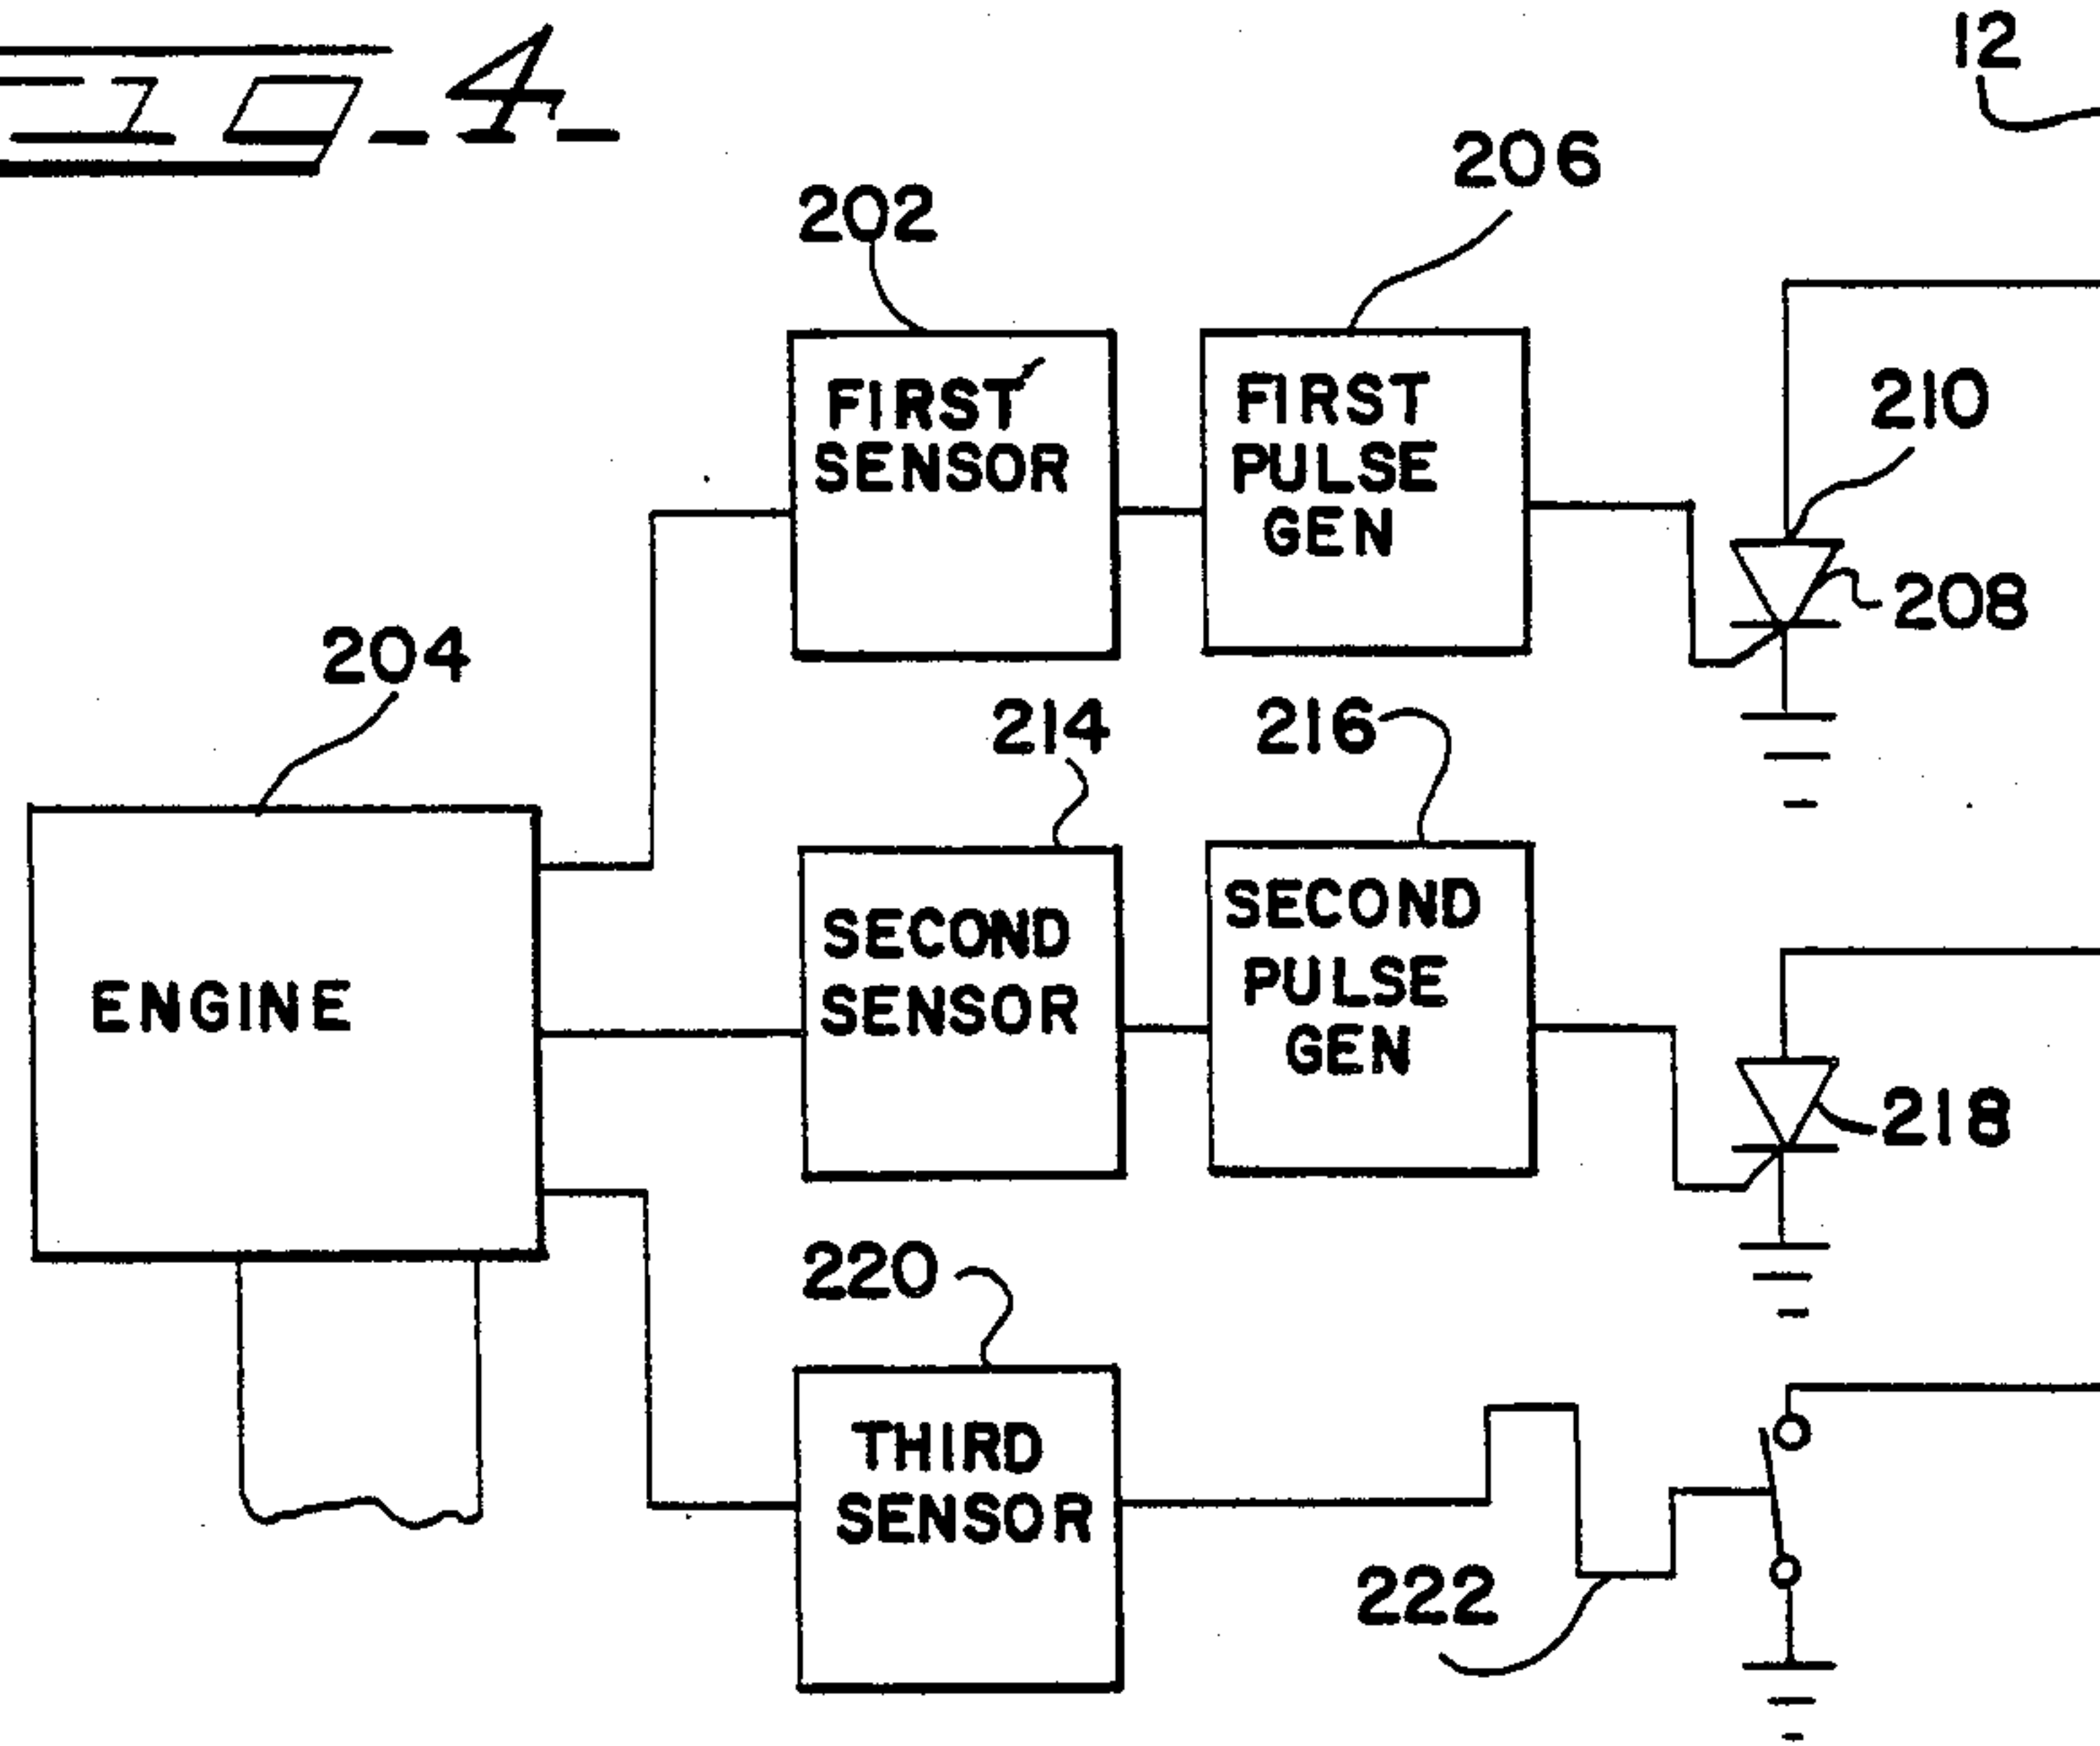 4
12
206
202
FIRST
SENSOR
FIRST
PULSE
GEN
210
208
204
214
216
ENGINE
SECOND
SENSOR
SECOND
PULSE
GEN
218
220
THIRD
SENSOR
222